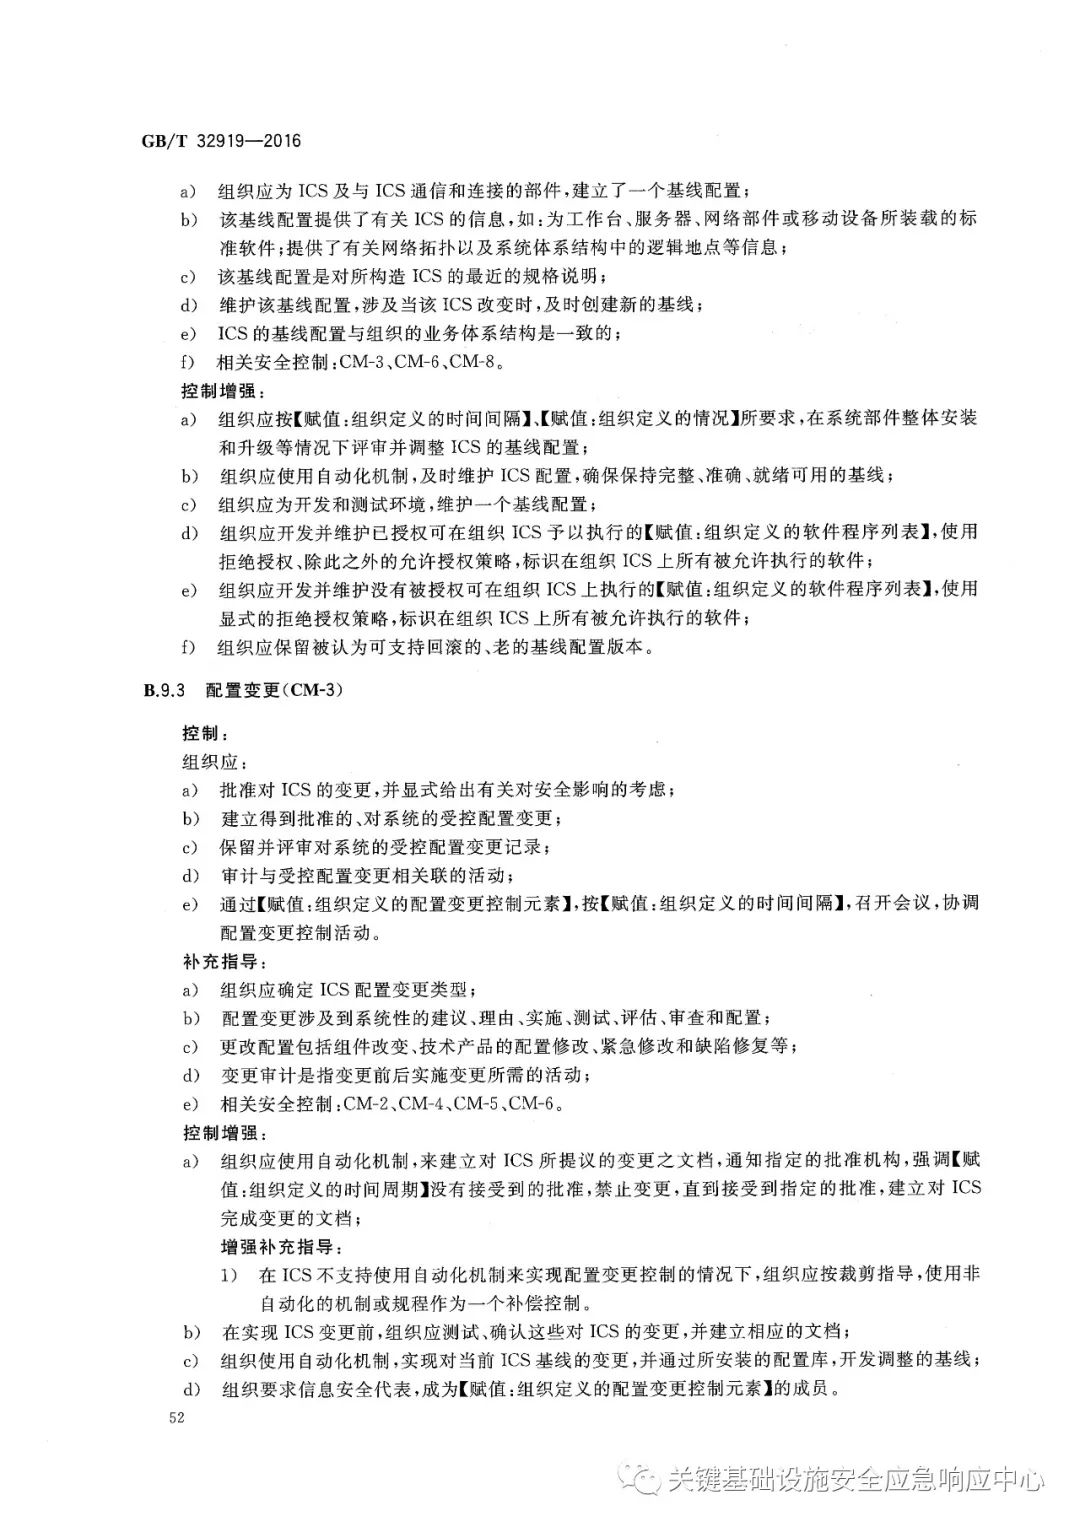 GB/T 32919—2016
a) 组织应为 ICS 及与 ICS 通信和连接的部件,建立了一个基线配置;
b) 该基线配置提供了有关 ICS 的信息,如:为工作台、服务器、网络部件或移动设备所装载的标
准软件;提供了有关网络拓扑以及系统体系结构中的逻辑地点等信息;
c) 该基线配置是对所构造 ICS 的最近的规格说明;
d) 维护该基线配置,涉及当该 ICS 改变时,及时创建新的基线;
e) ICS 的基线配置与组织的业务体系结构是一致的;
f) 相关安全控制:CM-3、CM-6、CM-8。
控制增强:
a) 组织应按【赋值:组织定义的时间间隔】、【赋值:组织定义的情况】所要求,在系统部件整体安装
和升级等情况下评审并调整 ICS 的基线配置;
b) 组织应使用自动化机制,及时维护 ICS 配置,确保保持完整、准确、就绪可用的基线;
c) 组织应为开发和测试环境,维护一个基线配置;
d) 组织应开发并维护已授权可在组织 ICS 予以执行的【赋值:组织定义的软件程序列表】,使用
拒绝授权、除此之外的允许授权策略,标识在组织 ICS 上所有被允许执行的软件;
e) 组织应开发并维护没有被授权可在组织 ICS 上执行的【赋值:组织定义的软件程序列表】,使用
显式的拒绝授权策略,标识在组织 ICS 上所有被允许执行的软件;
f) 组织应保留被认为可支持回滚的、老的基线配置版本。
B.9.3 配置变更(CM-3)
控制:
组织应:
a) 批准对 ICS 的变更,并显式给出有关对安全影响的考虑;
b) 建立得到批准的、对系统的受控配置变更;
c) 保留并评审对系统的受控配置变更记录;
d) 审计与受控配置变更相关联的活动;
e) 通过【赋值:组织定义的配置变更控制元素】,按【赋值:组织定义的时间间隔】,召开会议,协调
配置变更控制活动。
补充指导:
a) 组织应确定 ICS 配置变更类型;
b) 配置变更涉及到系统性的建议、理由、实施、测试、评估、审查和配置;
c) 更改配置包括组件改变、技术产品的配置修改、紧急修改和缺陷修复等;
d) 变更审计是指变更前后实施变更所需的活动;
e) 相关安全控制:CM-2、CM-4、CM-5、CM-6。
控制增强:
a) 组织应使用自动化机制,来建立对 ICS 所提议的变更之文档,通知指定的批准机构,强调【赋
值:组织定义的时间周期】没有接受到的批准,禁止变更,直到接受到指定的批准,建立对 ICS
完成变更的文档;
增强补充指导:
1) 在 ICS 不支持使用自动化机制来实现配置变更控制的情况下,组织应按裁剪指导,使用非
自动化的机制或规程作为一个补偿控制。
b) 在实现 ICS 变更前,组织应测试、确认这些对 ICS 的变更,并建立相应的文档;
c) 组织使用自动化机制,实现对当前 ICS 基线的变更,并通过所安装的配置库,开发调整的基线;
d) 组织要求信息安全代表,成为【赋值:组织定义的配置变更控制元素】的成员。
52
关键基础设施安全应急响应中心